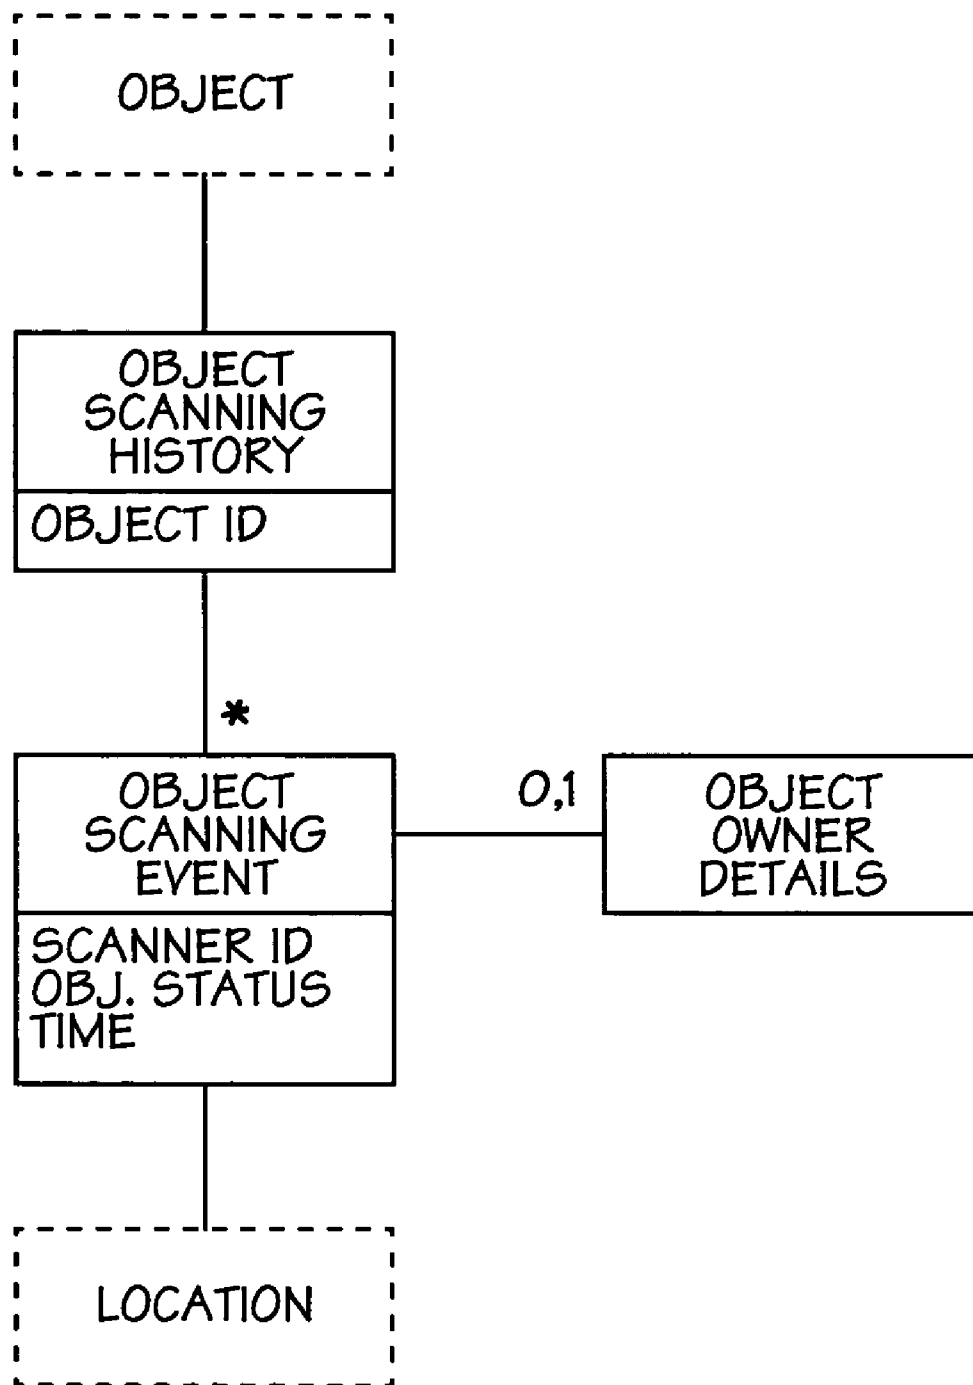 OBJECT
OBJECT
SCANNING
HISTORY
OBJECT ID
*
OBJECT
SCANNING
EVENT
0,1
OBJECT
OWNER
DETAILS
SCANNER ID
OBJ. STATUS
TIME
LOCATION